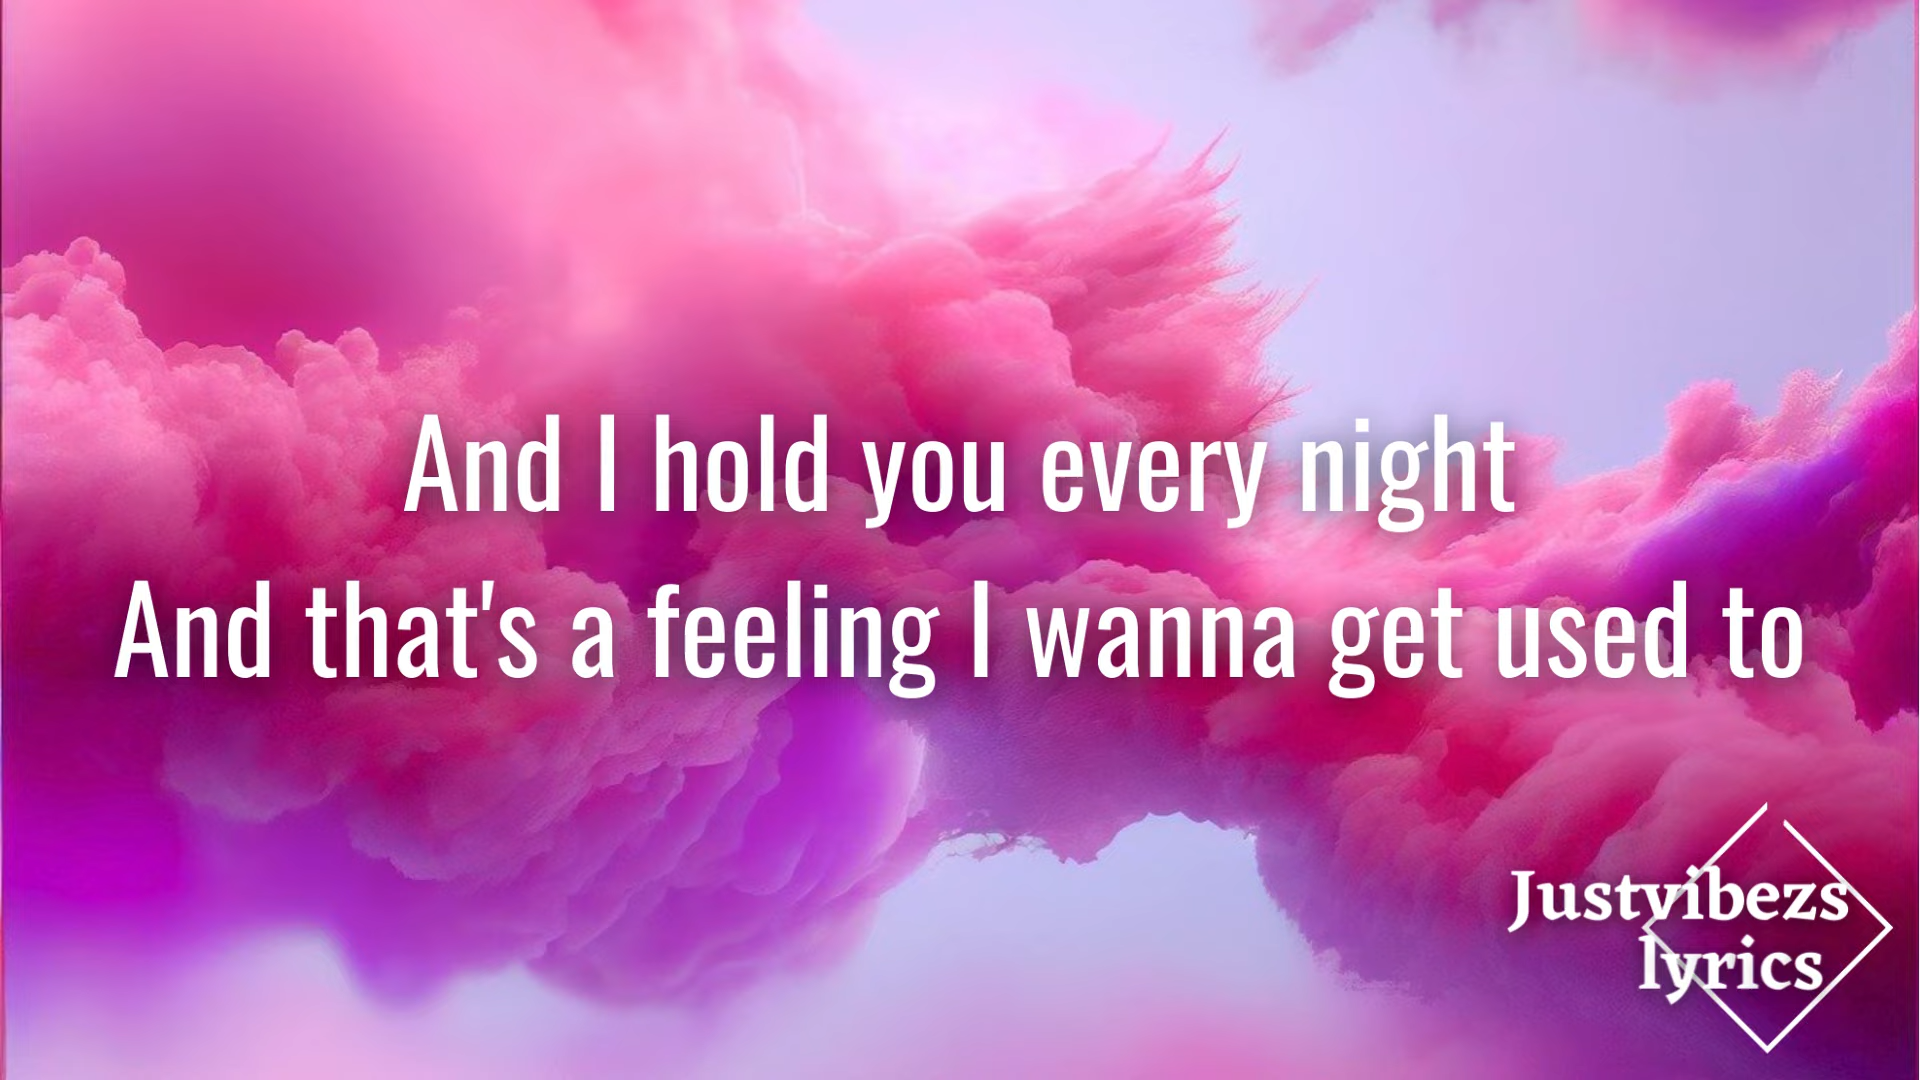 And I hold you every night
And that's a feeling I wanna get used to
Justvibezs
lyrics